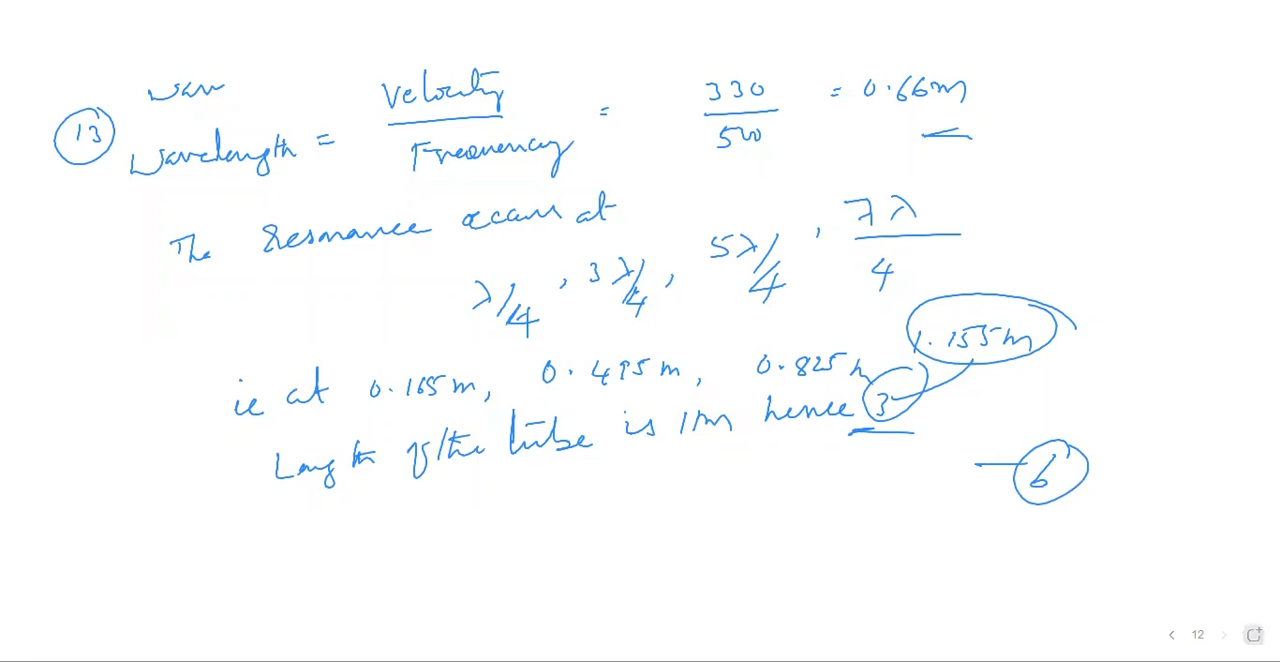 Wav
(13) Wavelength = Velocity / Frequency = 330 / 500 = 0.66m
The Resonance occurs at
λ/4, 3λ/4, 5λ/4, 7λ/4
ie at 0.165m, 0.495m, 0.825m 1.155m
Length of the tube is 1m hence 3
6
12